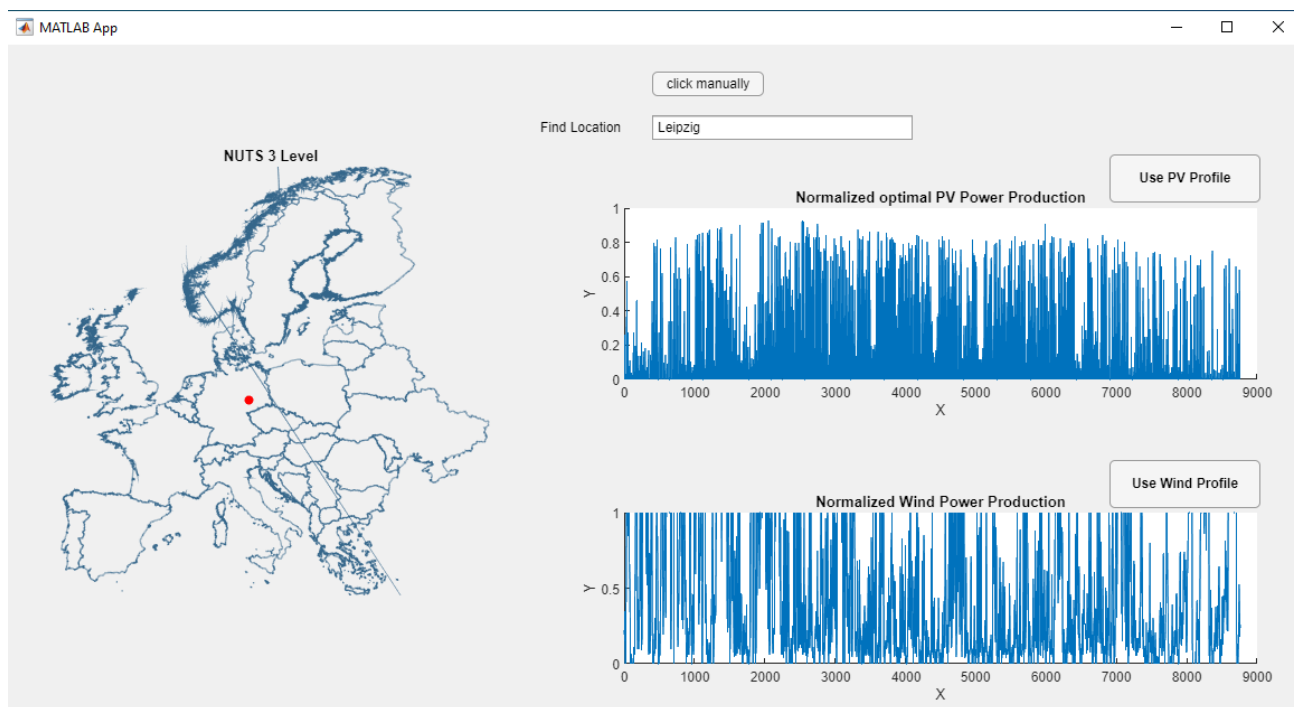 MATLAB App
click manually
Find Location Leipzig
NUTS 3 Level
Use PV Profile
Normalized optimal PV Power Production
1
0.8
0.6
0.4
0.2
0
Y
0 1000 2000 3000 4000 5000 6000 7000 8000 9000
X
Use Wind Profile
Normalized Wind Power Production
1
0.5
0
Y
0 1000 2000 3000 4000 5000 6000 7000 8000 9000
X